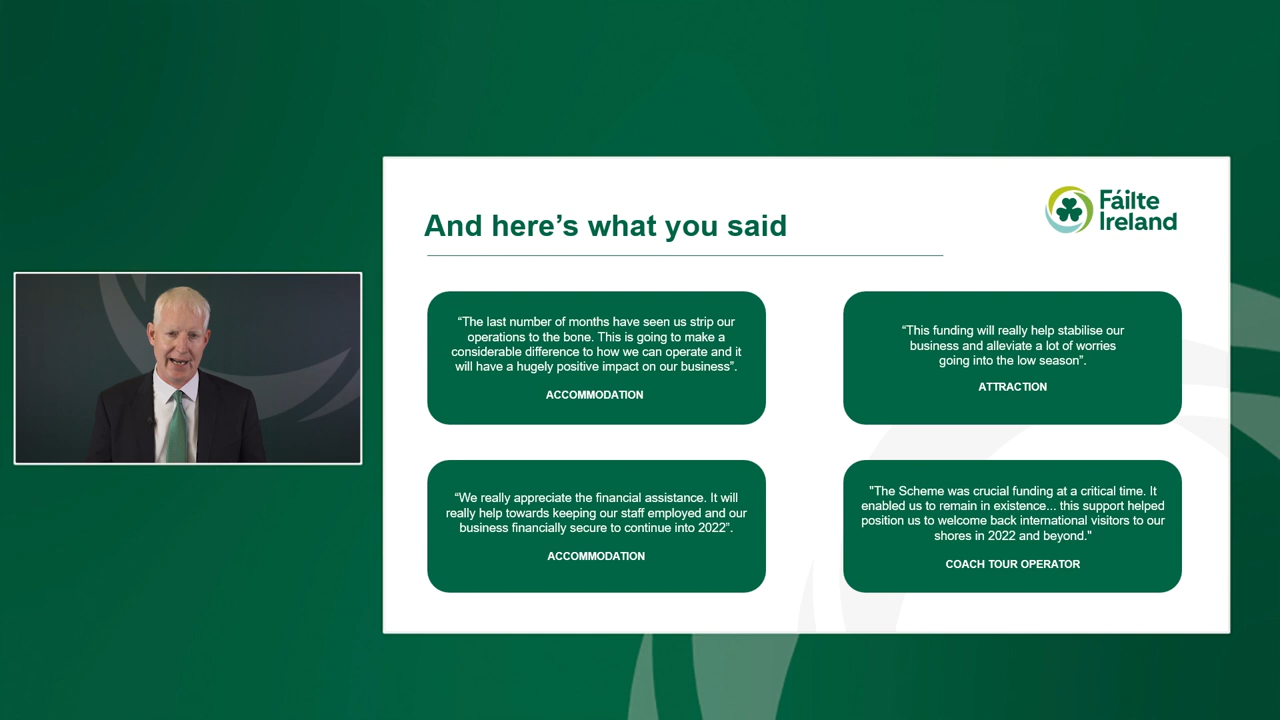 And here’s what you said
Fáilte
Ireland
“The last number of months have seen us strip our
operations to the bone. This is going to make a
considerable difference to how we can operate and it
will have a hugely positive impact on our business”.
ACCOMMODATION
“This funding will really help stabilise our
business and alleviate a lot of worries
going into the low season”.
ATTRACTION
“We really appreciate the financial assistance. It will
really help towards keeping our staff employed and our
business financially secure to continue into 2022”.
ACCOMMODATION
"The Scheme was crucial funding at a critical time. It
enabled us to remain in existence... this support helped
position us to welcome back international visitors to our
shores in 2022 and beyond."
COACH TOUR OPERATOR